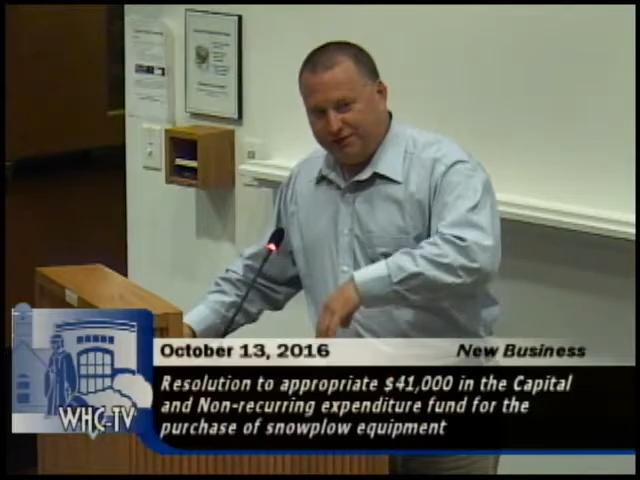 October 13, 2016 New Business
Resolution to appropriate $41,000 in the Capital
and Non-recurring expenditure fund for the
purchase of snowplow equipment
WHC-TV